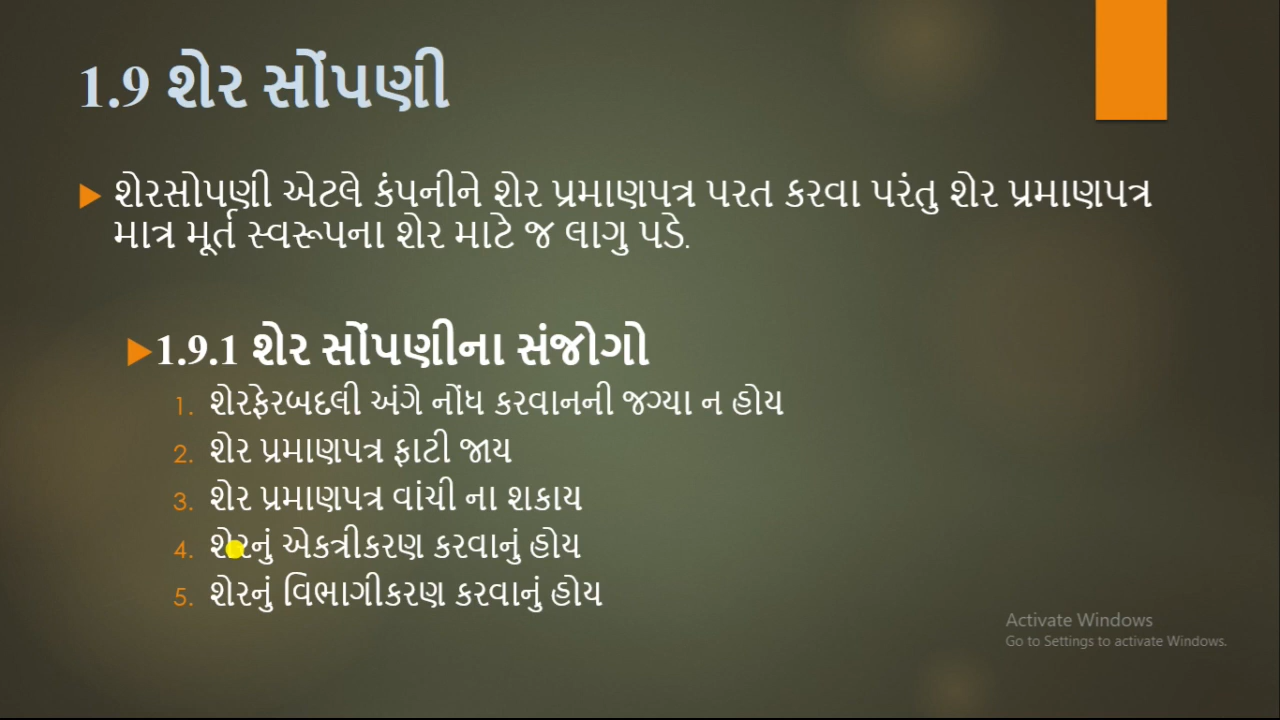 1.9 શેર સોંપણી
શેરસોપણી એટલે કંપનીને શેર પ્રમાણપત્ર પરત કરવા પરંતુ શેર પ્રમાણપત્ર
માત્ર મૂર્ત સ્વરૂપના શેર માટે જ લાગુ પડે.
1.9.1 શેર સોંપણીના સંજોગો
1. શેરફેરબદલી અંગે નોંધ કરવાનની જગ્યા ન હોય
2. શેર પ્રમાણપત્ર ફાટી જાય
3. શેર પ્રમાણપત્ર વાંચી ના શકાય
4. શેરનું એકત્રીકરણ કરવાનું હોય
5. શેરનું વિભાગીકરણ કરવાનું હોય
Activate Windows
Go to Settings to activate Windows.